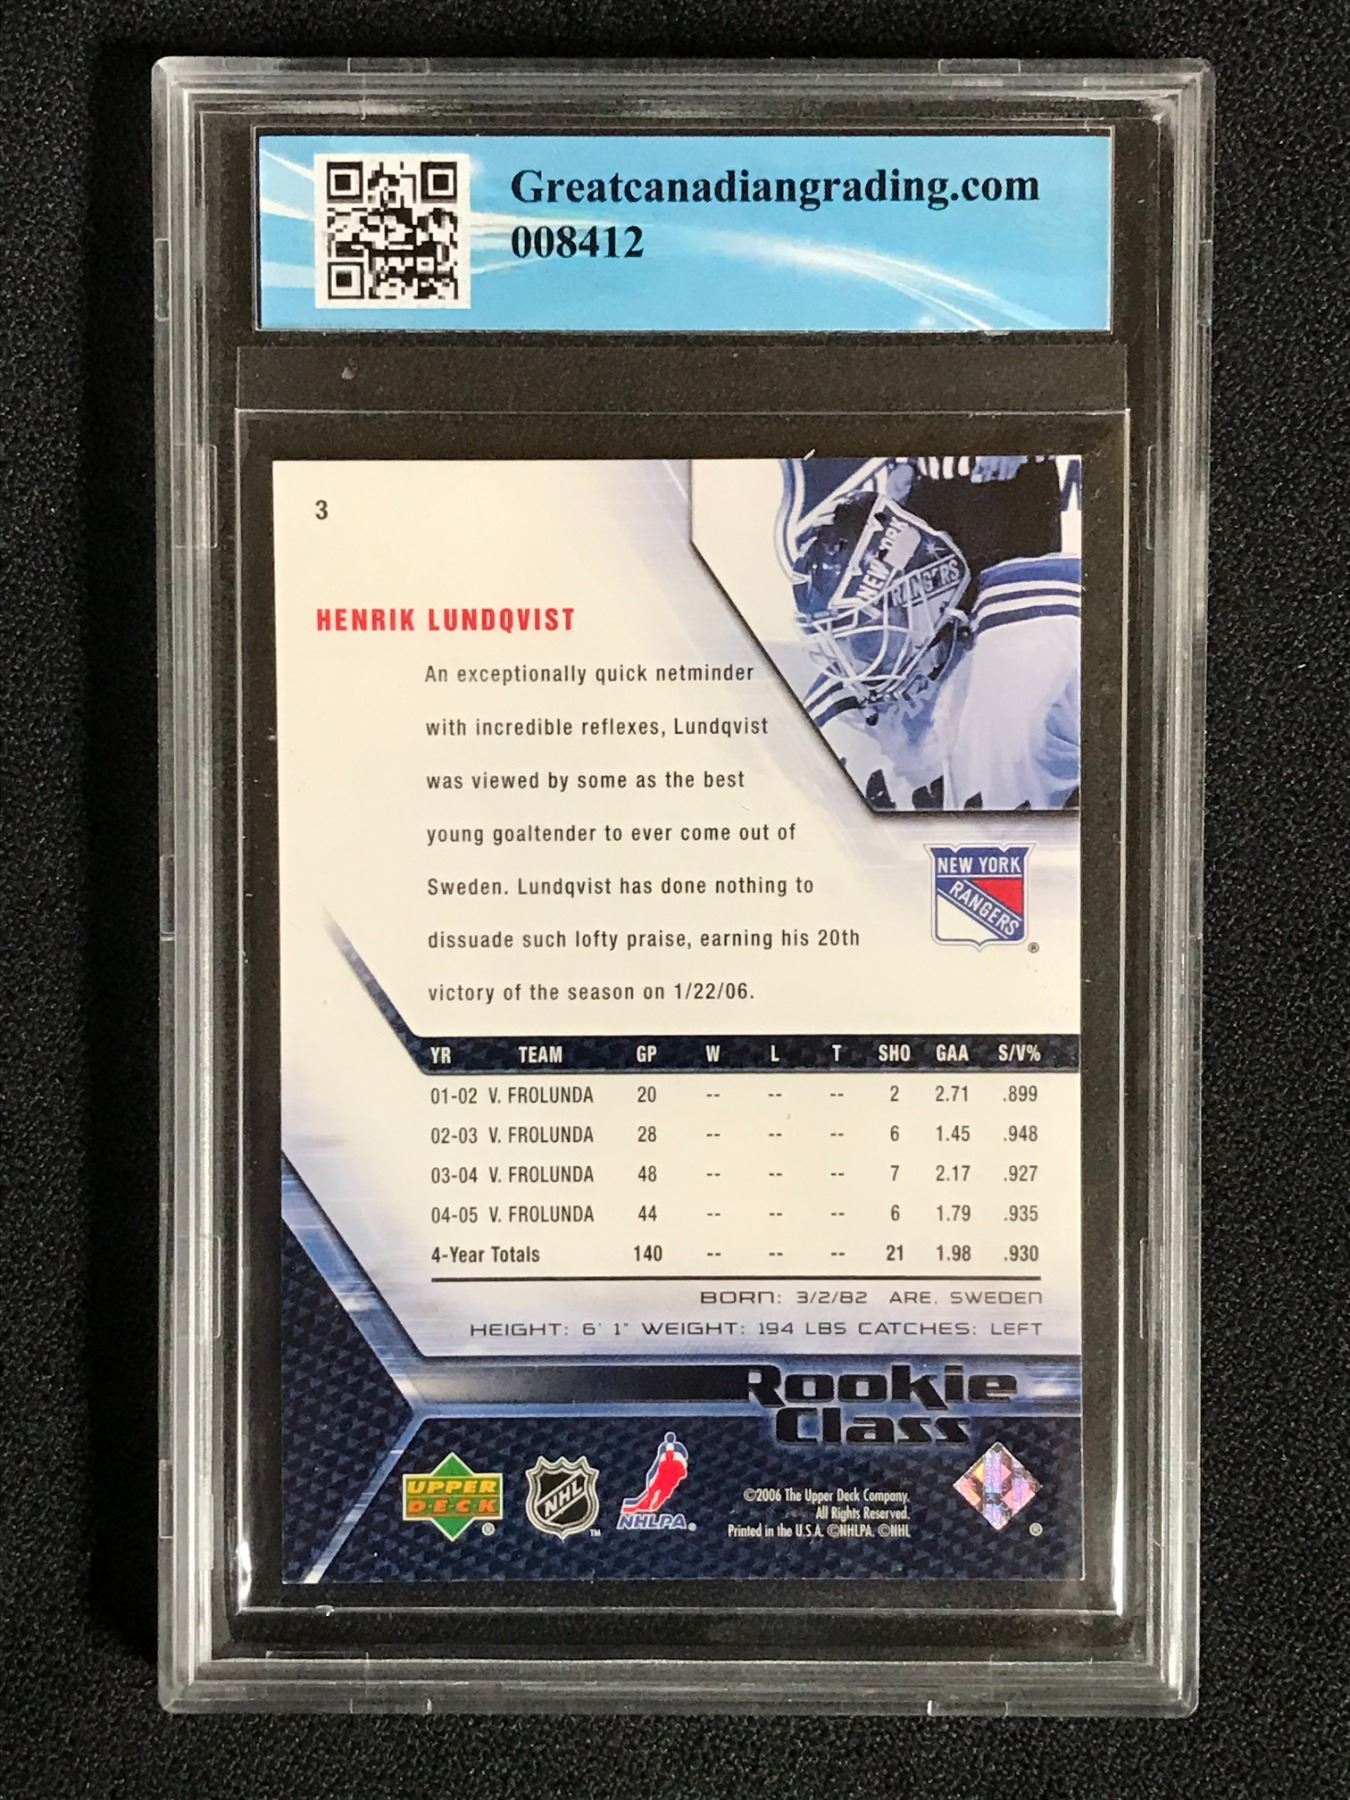 Greatcanadiangrading.com
008412
3
NEW YORK
RANGERS
HENRIK LUNDQVIST
An exceptionally quick netminder
with incredible reflexes, Lundqvist
was viewed by some as the best
young goaltender to ever come out of
Sweden. Lundqvist has done nothing to
dissuade such lofty praise, earning his 20th
victory of the season on 1/22/06.
NEW YORK
RANGERS
®
YR TEAM GP W L T SHO GAA S/V%
01-02 V. FROLUNDA 20 -- -- -- 2 2.71 .899
02-03 V. FROLUNDA 28 -- -- -- 6 1.45 .948
03-04 V. FROLUNDA 48 -- -- -- 7 2.17 .927
04-05 V. FROLUNDA 44 -- -- -- 6 1.79 .935
4-Year Totals 140 -- -- -- 21 1.98 .930
BORN: 3/2/82 ARE, SWEDEN
HEIGHT: 6' 1" WEIGHT: 194 LBS CATCHES: LEFT
Rookie
Class
UPPER
D·E·C·K
®
NHL
™
NHLPA®
©2006 The Upper Deck Company.
All Rights Reserved.
Printed in the U.S.A. ©NHLPA, ©NHL
®